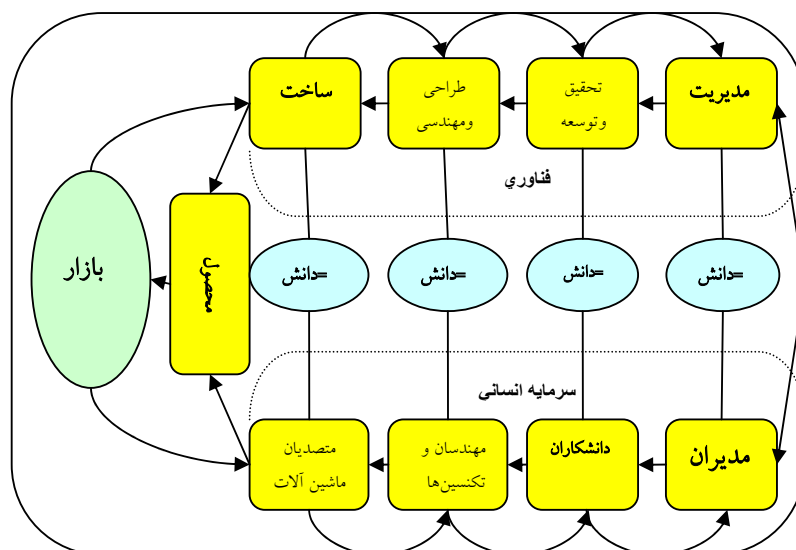 مدیریت
تحقیق
وتوسعه
طراحی
ومهندسی
ساخت
فناوري
بازار
محصول
=دانش
=دانش
=دانش
=دانش
سرمایه انسانی
مدیران
دانشکاران
مهندسان و
تکنسین‌ها
متصدیان
ماشین آلات